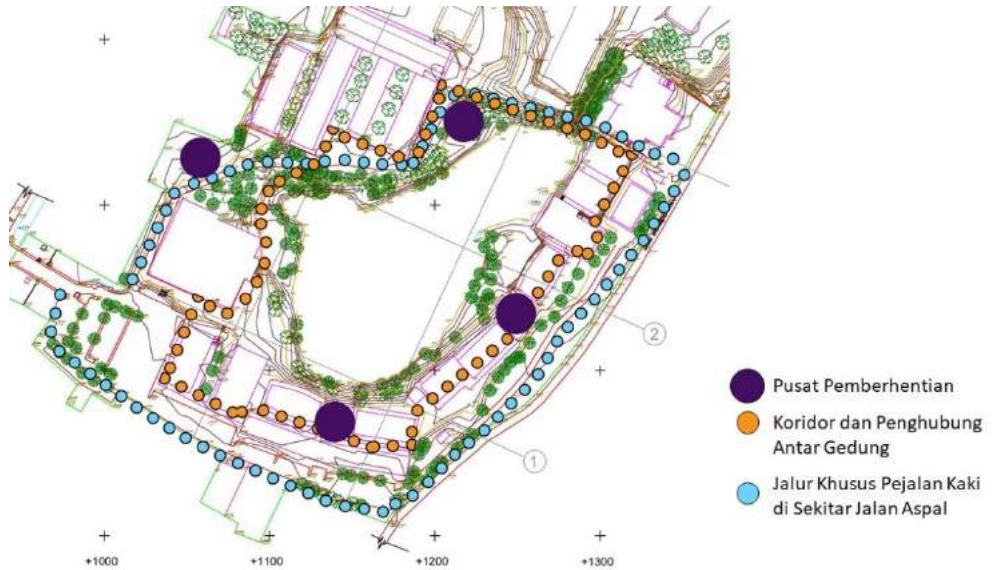 2
1
Pusat Pemberhentian
Koridor dan Penghubung
Antar Gedung
Jalur Khusus Pejalan Kaki
di Sekitar Jalan Aspal
+1000
+1100
+1200
+1300